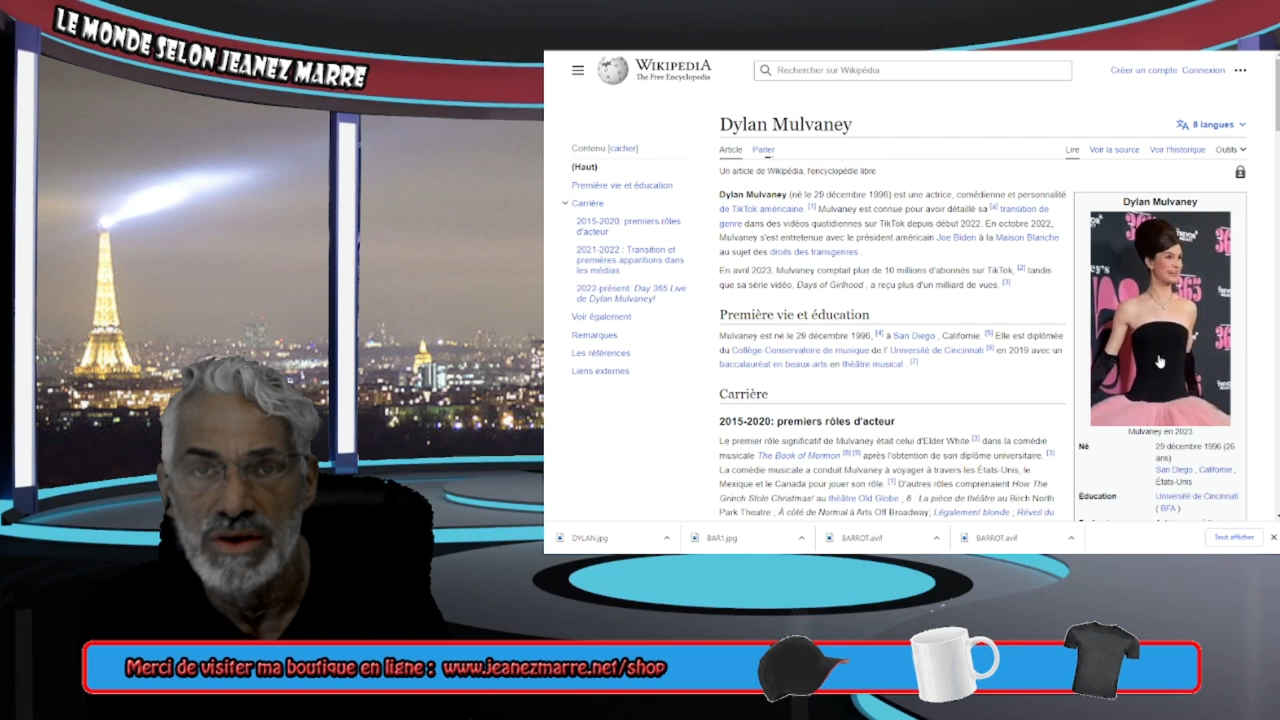 LE MONDE SELON JEANEZ MARRE
WIKIPEDIA
The Free Encyclopedia
Rechercher sur Wikipédia
Créer un compte Connexion
Dylan Mulvaney
8 langues
Contenu [cacher]
(Haut)
Première vie et éducation
Carrière
2015-2020: premiers rôles
d'acteur
2021-2022 : Transition et
premières apparitions dans
les médias
2022-présent: Day 365 Live
de Dylan Mulvaney!
Voir également
Remarques
Les références
Liens externes
Article Parler
Lire Voir la source Voir l'historique Outils
Un article de Wikipédia, l'encyclopédie libre
Dylan Mulvaney (né le 29 décembre 1996) est une actrice, comédienne et personnalité
de TikTok américaine. [1] Mulvaney est connue pour avoir détaillé sa [a] transition de
genre dans des vidéos quotidiennes sur TikTok depuis début 2022. En octobre 2022,
Mulvaney s'est entretenue avec le président américain Joe Biden à la Maison Blanche
au sujet des droits des transgenres .
En avril 2023, Mulvaney comptait plus de 10 millions d'abonnés sur TikTok, [2] tandis
que sa série vidéo, Days of Girlhood , a reçu plus d'un milliard de vues. [3]
Première vie et éducation
Mulvaney est né le 29 décembre 1996, [4] à San Diego , Californie. [5] Elle est diplômée
du Collège-Conservatoire de musique de l' Université de Cincinnati [6] en 2019 avec un
baccalauréat en beaux arts en théâtre musical . [7]
Carrière
2015-2020: premiers rôles d'acteur
Le premier rôle significatif de Mulvaney était celui d'Elder White [3] dans la comédie
musicale The Book of Mormon [8] [9] après l'obtention de son diplôme universitaire. [3]
La comédie musicale a conduit Mulvaney à voyager à travers les États-Unis, le
Mexique et le Canada pour jouer son rôle. [1] D'autres rôles comprenaient How The
Grinch Stole Christmas! au théâtre Old Globe ; 8 : La pièce de théâtre au Birch North
Park Theatre ; À côté de Normal à Arts Off Broadway; Légalement blonde ; Réveil du
Dylan Mulvaney
365
Mulvaney en 2023
Né 29 décembre 1996 (26
ans)
San Diego , Californie ,
États-Unis
Éducation Université de Cincinnati
( BFA )
DYLAN.jpg BAR1.jpg BARROT.avif BARROT.avif Tout afficher
Merci de visiter ma boutique en ligne : www.jeanezmarre.net/shop